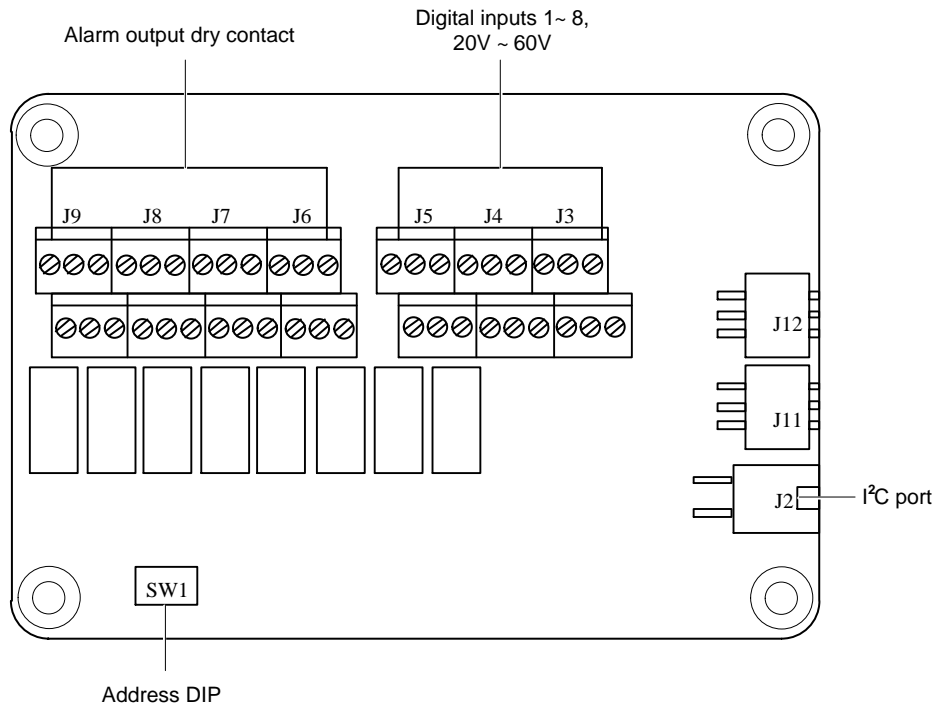 Digital inputs 1~ 8,
20V ~ 60V
Alarm output dry contact
J9 J8 J7 J6 J5 J4 J3
J12
J11
J2
I²C port
SW1
Address DIP